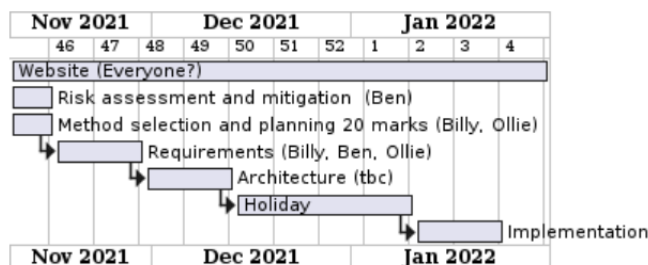 Nov 2021 Dec 2021 Jan 2022
46 47 48 49 50 51 52 1 2 3 4
Website (Everyone?)
Risk assessment and mitigation (Ben)
Method selection and planning 20 marks (Billy, Ollie)
Requirements (Billy, Ben, Ollie)
Architecture (tbc)
Holiday
Implementation
Nov 2021 Dec 2021 Jan 2022